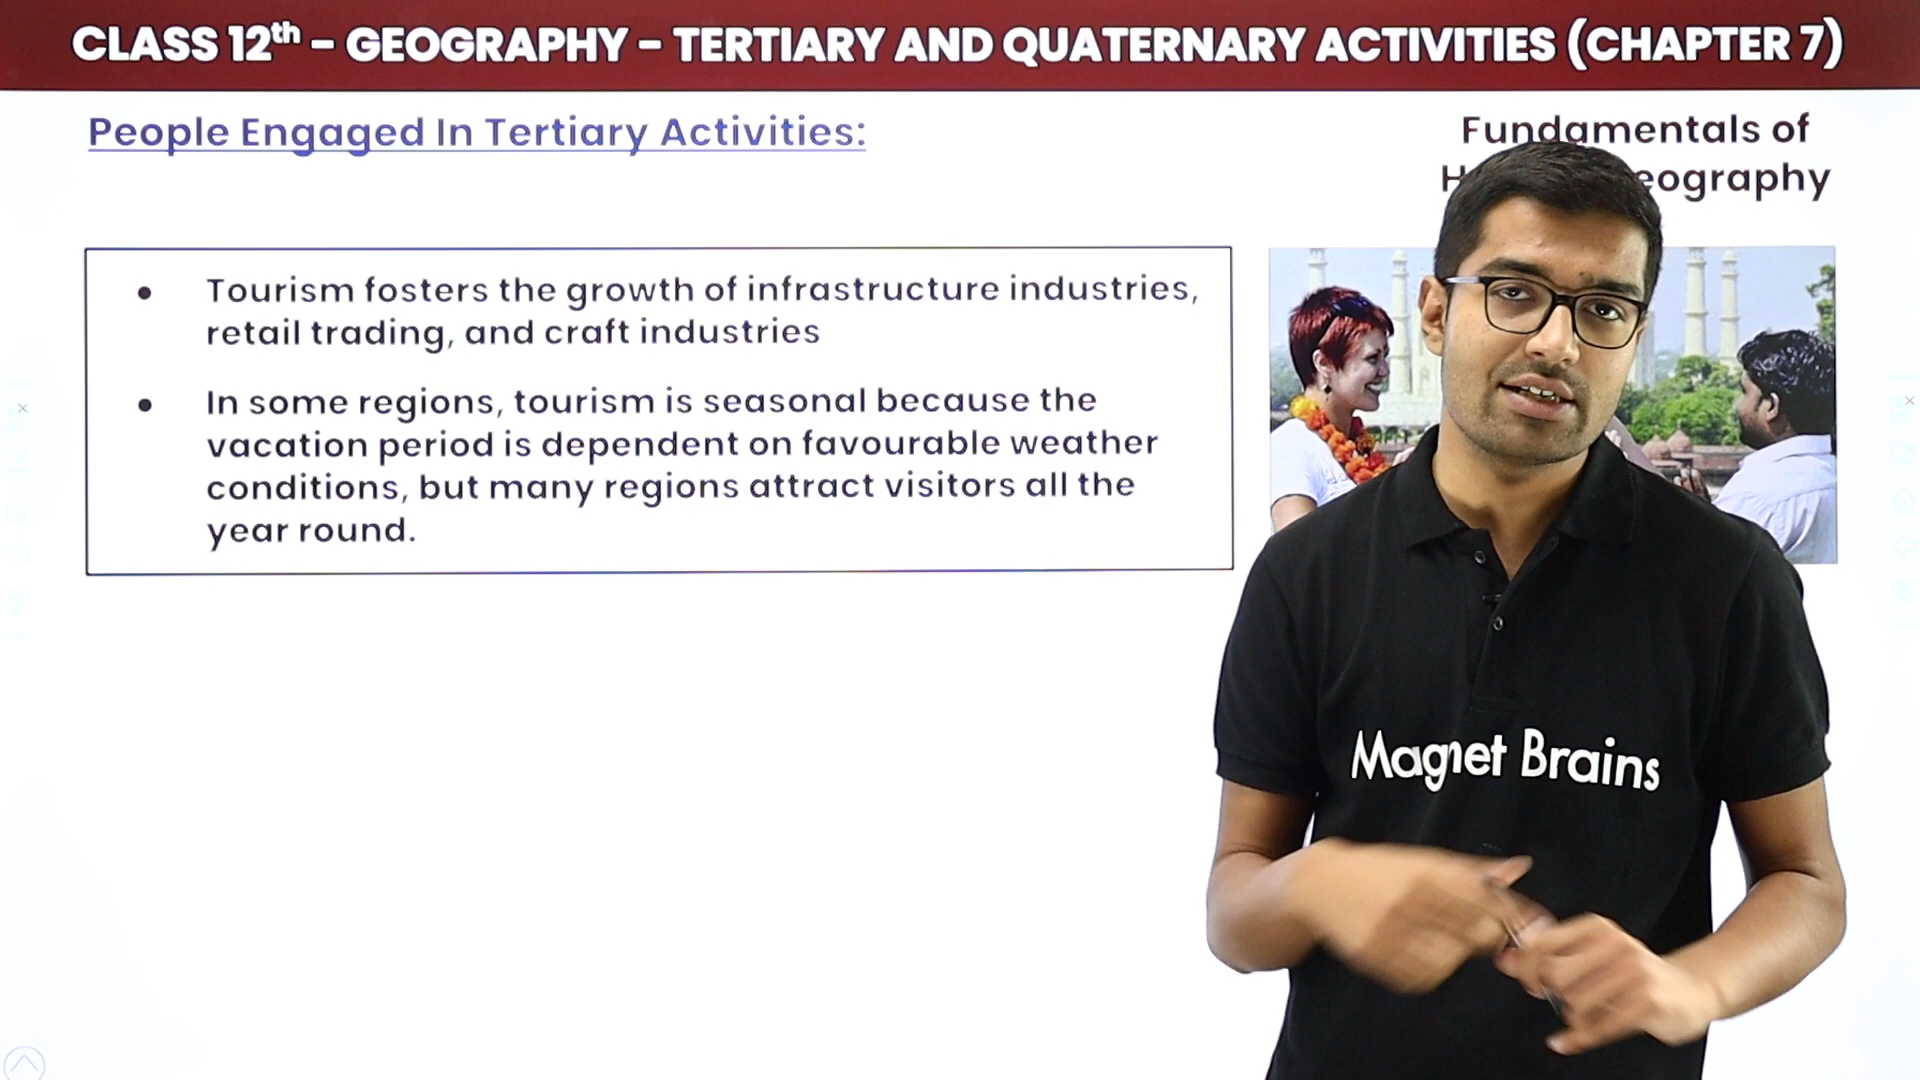 CLASS 12th – GEOGRAPHY – TERTIARY AND QUATERNARY ACTIVITIES (CHAPTER 7)
People Engaged In Tertiary Activities:
Fundamentals of
eography
• Tourism fosters the growth of infrastructure industries,
retail trading, and craft industries
• In some regions, tourism is seasonal because the
vacation period is dependent on favourable weather
conditions, but many regions attract visitors all the
year round.
Magnet Brains